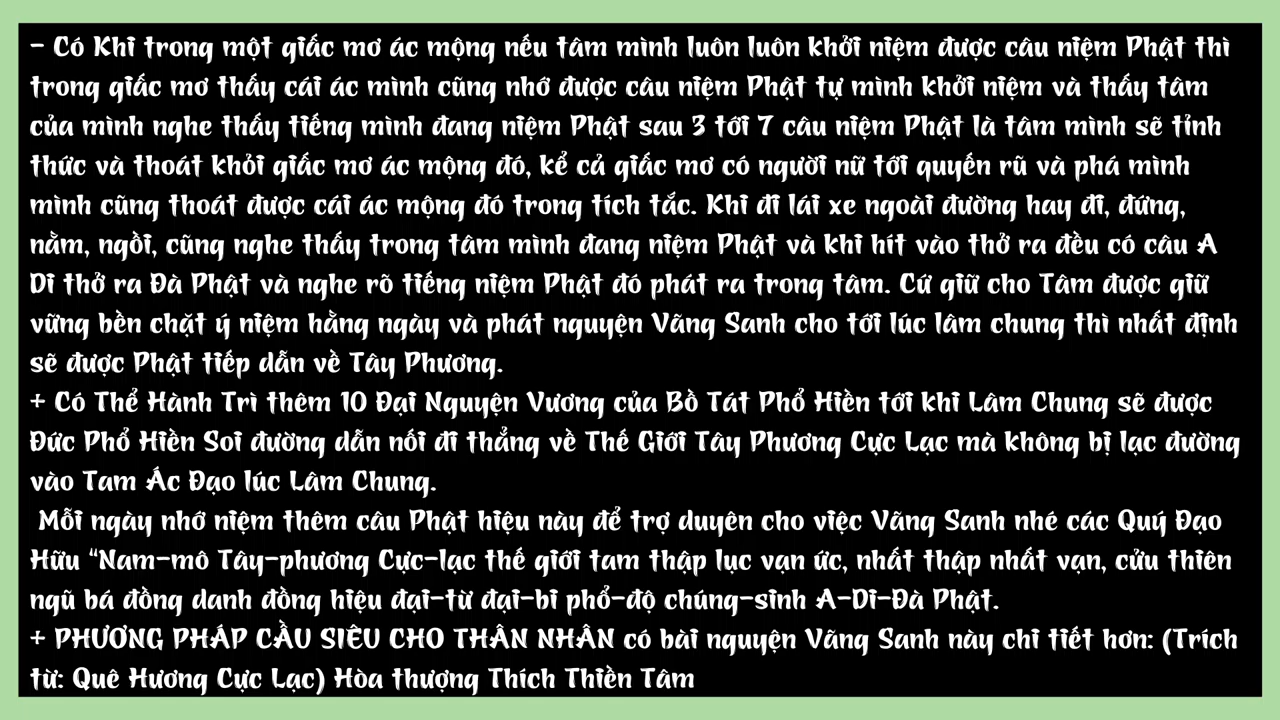 - Có Khi trong một giấc mơ ác mộng nếu tâm mình luôn luôn khởi niệm được câu niệm Phật thì
trong giấc mơ thấy cái ác mình cũng nhớ được câu niệm Phật tự mình khởi niệm và thấy tâm
của mình nghe thấy tiếng mình đang niệm Phật sau 3 tới 7 câu niệm Phật là tâm mình sẽ tỉnh
thức và thoát khỏi giấc mơ ác mộng đó, kể cả giấc mơ có người nữ tới quyến rũ và phá mình
mình cũng thoát được cái ác mộng đó trong tích tắc. Khi đi lái xe ngoài đường hay đi, đứng,
nằm, ngồi, cũng nghe thấy trong tâm mình đang niệm Phật và khi hít vào thở ra đều có câu A
Di thở ra Đà Phật và nghe rõ tiếng niệm Phật đó phát ra trong tâm. Cứ giữ cho Tâm được giữ
vững bền chặt ý niệm hằng ngày và phát nguyện Vãng Sanh cho tới lúc lâm chung thì nhất định
sẽ được Phật tiếp dẫn về Tây Phương.
+ Có Thể Hành Trì thêm 10 Đại Nguyện Vương của Bồ Tát Phổ Hiền tới khi Lâm Chung sẽ được
Đức Phổ Hiền Soi đường dẫn nối đi thẳng về Thế Giới Tây Phương Cực Lạc mà không bị lạc đường
vào Tam Ác Đạo lúc Lâm Chung.
Mỗi ngày nhớ niệm thêm câu Phật hiệu này để trợ duyên cho việc Vãng Sanh nhé các Quý Đạo
Hữu “Nam-mô Tây-phương Cực-lạc thế giới tam thập lục vạn ức, nhất thập nhất vạn, cửu thiên
ngũ bá đồng danh đồng hiệu đại-từ đại-bi phổ-độ chúng-sinh A-Di-Đà Phật.
+ PHƯƠNG PHÁP CẦU SIÊU CHO THÂN NHÂN có bài nguyện Vãng Sanh này chi tiết hơn: (Trích
từ: Quê Hương Cực Lạc) Hòa thượng Thích Thiền Tâm